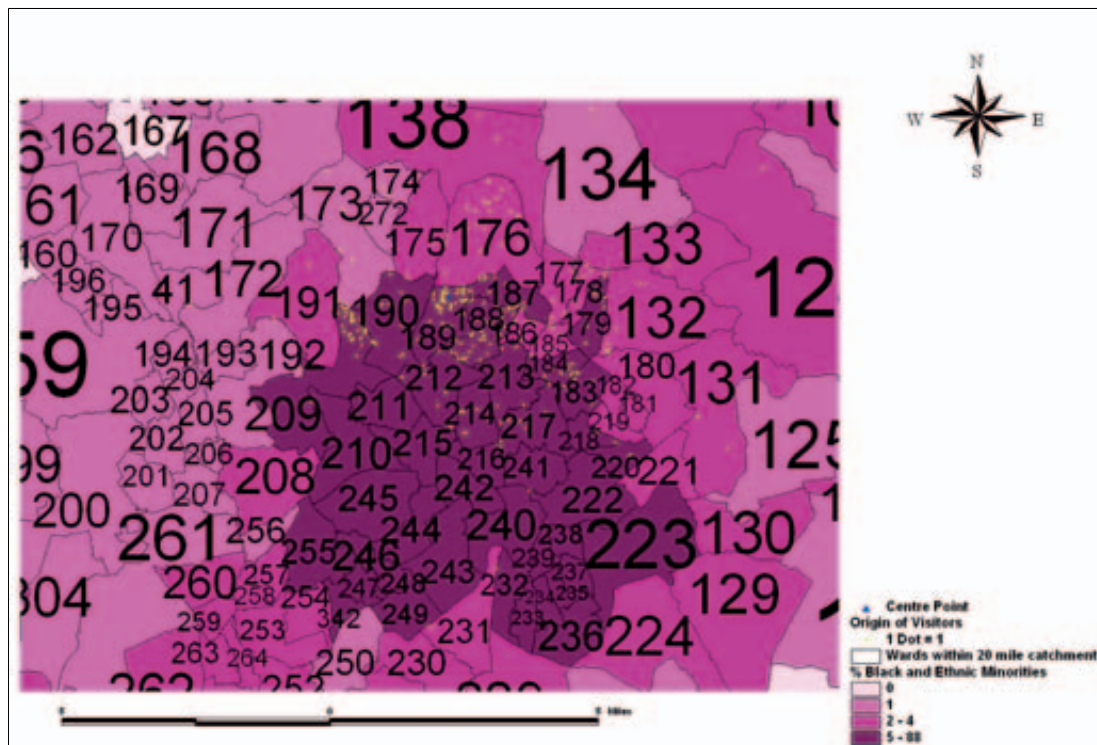 N
W E
S
138
162 167 168
134
174
169 173
61 272
171 175 176 133
170
160
196 172 177
41 178
195 191 190 187
188 179 132
189 186
185
59 194 193 192 184 180
204 212 213 183 182 131
203 205 209 211 181
214 217 219
202 215 218 125
206 210 216 241 220 221
201 208
207 245 242 222
200
261 256 244 240 238 223 130
255 246 239
260 257 243 237
258 254 247 248 232 235 129
304 234
259 342 249 233
253 231 236 224
263 264
250 230
262 252
Centre Point
Origin of Visitors
1 Dot = 1
Wards within 20 mile catchment
% Black and Ethnic Minorities
0
1
2 - 4
5 - 88
Miles